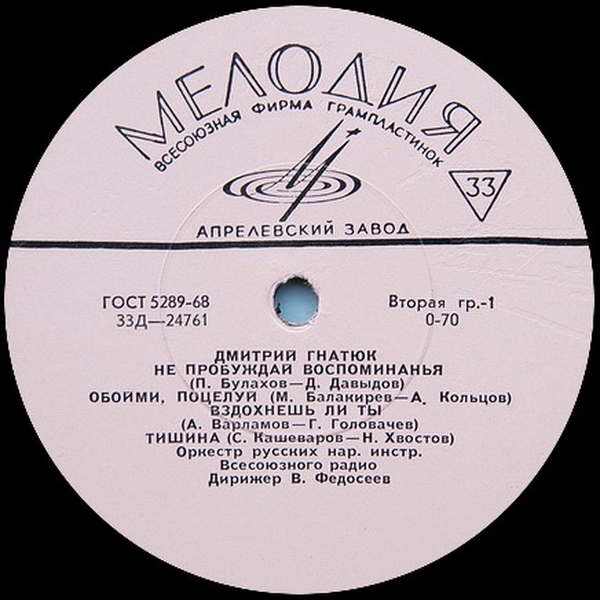 МЕЛОДИЯ
ВСЕСОЮЗНАЯ ФИРМА ГРАМПЛАСТИНОК
33
АПРЕЛЕВСКИЙ ЗАВОД
ГОСТ 5289-68
Вторая гр.-1
33Д—24761
0-70
ДМИТРИЙ ГНАТЮК
НЕ ПРОБУЖДАЙ ВОСПОМИНАНЬЯ
(П. Булахов—Д. Давыдов)
ОБОЙМИ, ПОЦЕЛУЙ (М. Балакирев—А. Кольцов)
ВЗДОХНЕШЬ ЛИ ТЫ
(А. Варламов—Г. Головачев)
ТИШИНА (С. Кашеваров—Н. Хвостов)
Оркестр русских нар. инстр.
Всесоюзного радио
Дирижер В. Федосеев